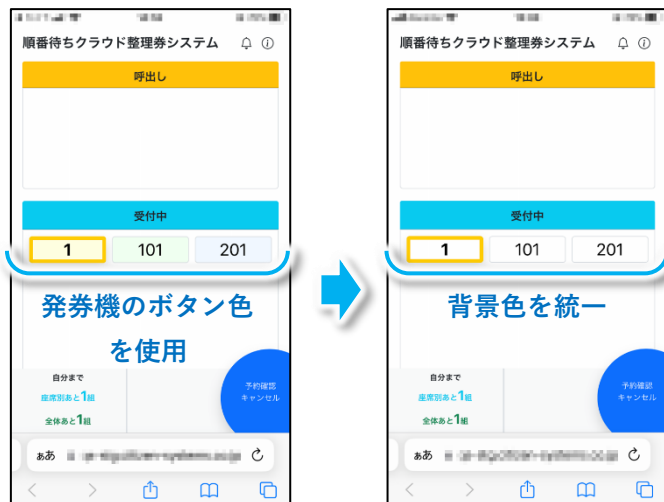 順番待ちクラウド整理券システム
呼出し
受付中
1 101 201
発券機のボタン色
を使用
自分まで
座席別あと1組
全体あと1組
予約確認
キャンセル
ぁあ
順番待ちクラウド整理券システム
呼出し
受付中
1 101 201
背景色を統一
自分まで
座席別あと1組
全体あと1組
予約確認
キャンセル
ぁあ